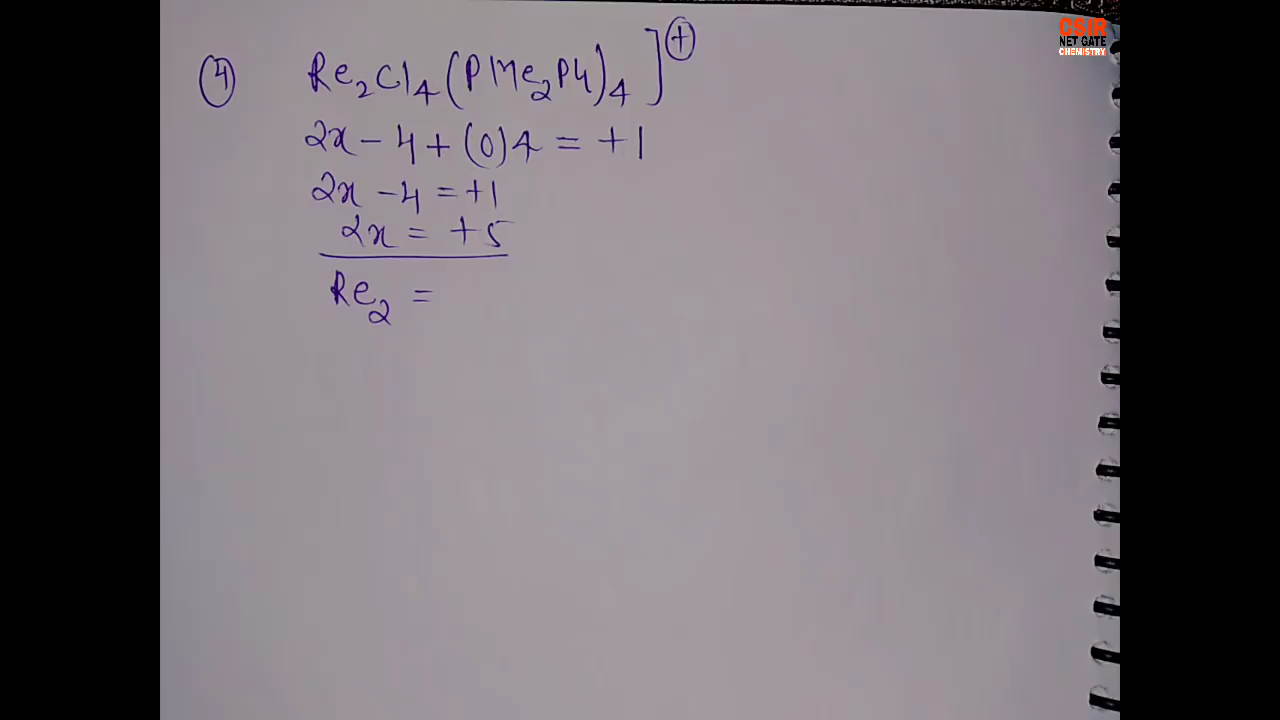 CSIR
NET GATE
CHEMISTRY
④ Re₂Cl₄(PMe₂Ph)₄]⊕
2x - 4 + (0)4 = +1
2x - 4 = +1
2x = +5
Re₂ =